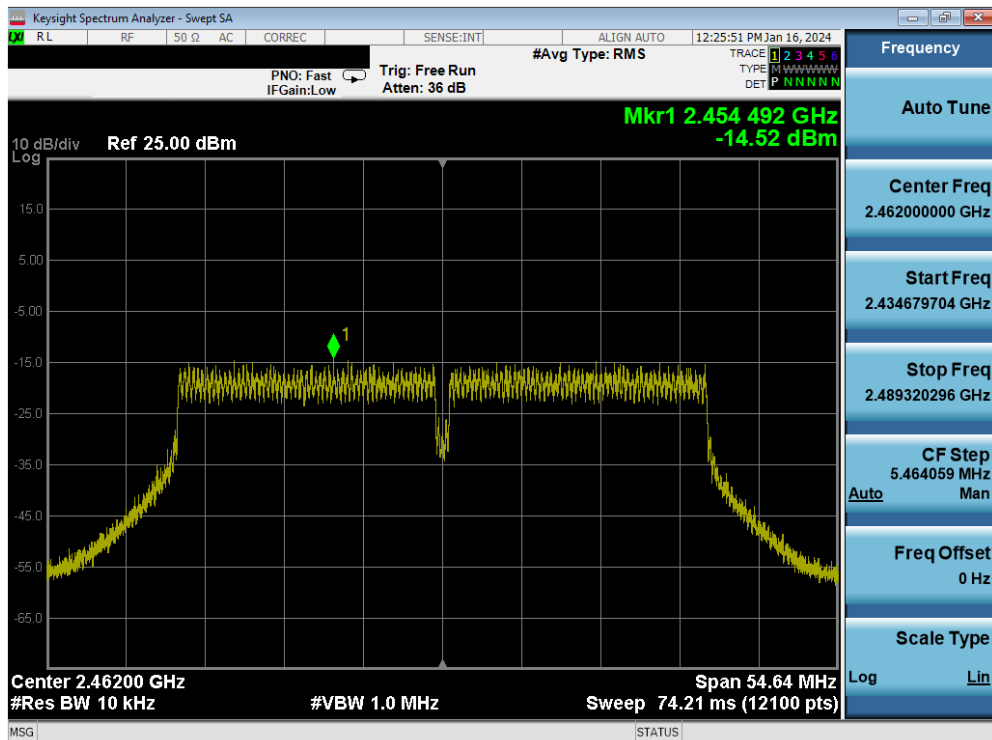 Keysight Spectrum Analyzer - Swept SA
LXI RL RF 50 Ω AC CORREC SENSE:INT ALIGN AUTO 12:25:51 PM Jan 16, 2024
PNO: Fast
IFGain:Low
Trig: Free Run
Atten: 36 dB
#Avg Type: RMS
TRACE 1 2 3 4 5 6
TYPE M W W W W W
DET P N N N N N
Mkr1 2.454 492 GHz
-14.52 dBm
10 dB/div
Log
Ref 25.00 dBm
15.0
5.00
-5.00
-15.0
-25.0
-35.0
-45.0
-55.0
-65.0
1
Center 2.46200 GHz
Span 54.64 MHz
#Res BW 10 kHz
#VBW 1.0 MHz
Sweep 74.21 ms (12100 pts)
MSG
STATUS
Frequency
Auto Tune
Center Freq
2.462000000 GHz
Start Freq
2.434679704 GHz
Stop Freq
2.489320296 GHz
CF Step
5.464059 MHz
Auto Man
Freq Offset
0 Hz
Scale Type
Log Lin